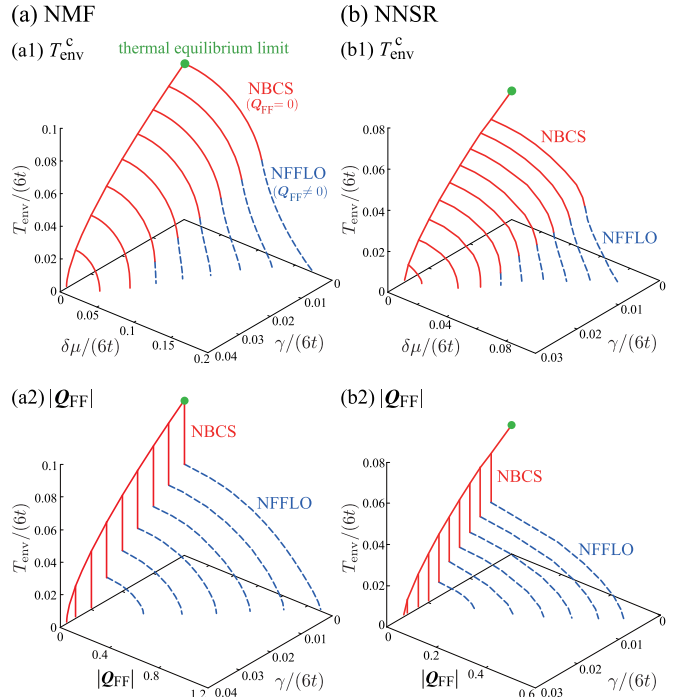 (a) NMF
(a1) T^c_env
thermal equilibrium limit
NBCS
(Q_FF = 0)
NFFLO
(Q_FF ≠ 0)
T_env/(6t)
0.1
0.08
0.06
0.04
0.02
0
0
0.05
0.1
0.15
0.2
δμ/(6t)
0.04
0.03
0.02
0.01
0
γ/(6t)
(b) NNSR
(b1) T^c_env
NBCS
NFFLO
T_env/(6t)
0.08
0.06
0.04
0.02
0
0
0.04
0.08
δμ/(6t)
0.03
0.02
0.01
0
γ/(6t)
(a2) |Q_FF|
NBCS
NFFLO
T_env/(6t)
0.1
0.08
0.06
0.04
0.02
0
0
0.4
0.8
1.2
|Q_FF|
0.04
0.03
0.02
0.01
0
γ/(6t)
(b2) |Q_FF|
NBCS
NFFLO
T_env/(6t)
0.08
0.06
0.04
0.02
0
0
0.2
0.4
0.6
|Q_FF|
0.03
0.02
0.01
0
γ/(6t)